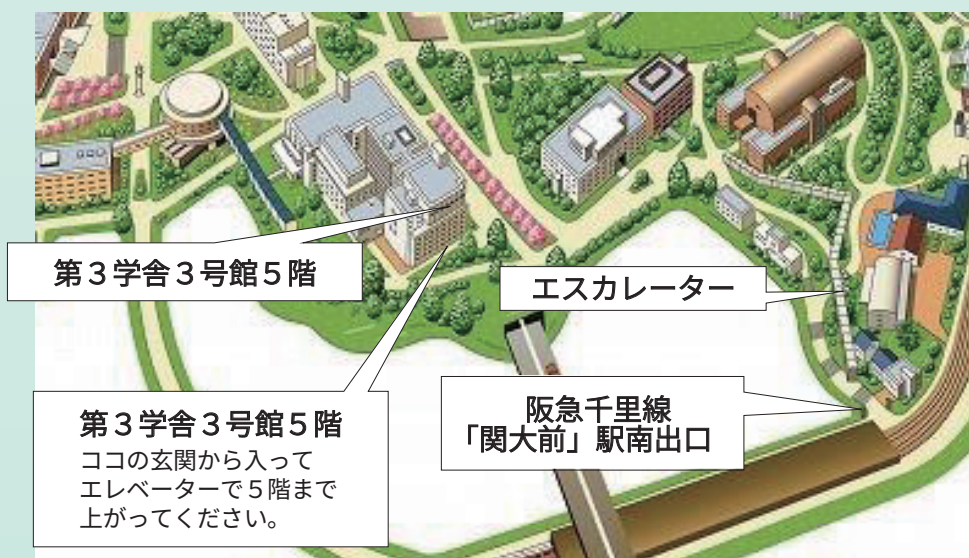 第３学舎３号館５階
エスカレーター
第３学舎３号館５階
ココの玄関から入って
エレベーターで５階まで
上がってください。
阪急千里線
「関大前」駅南出口